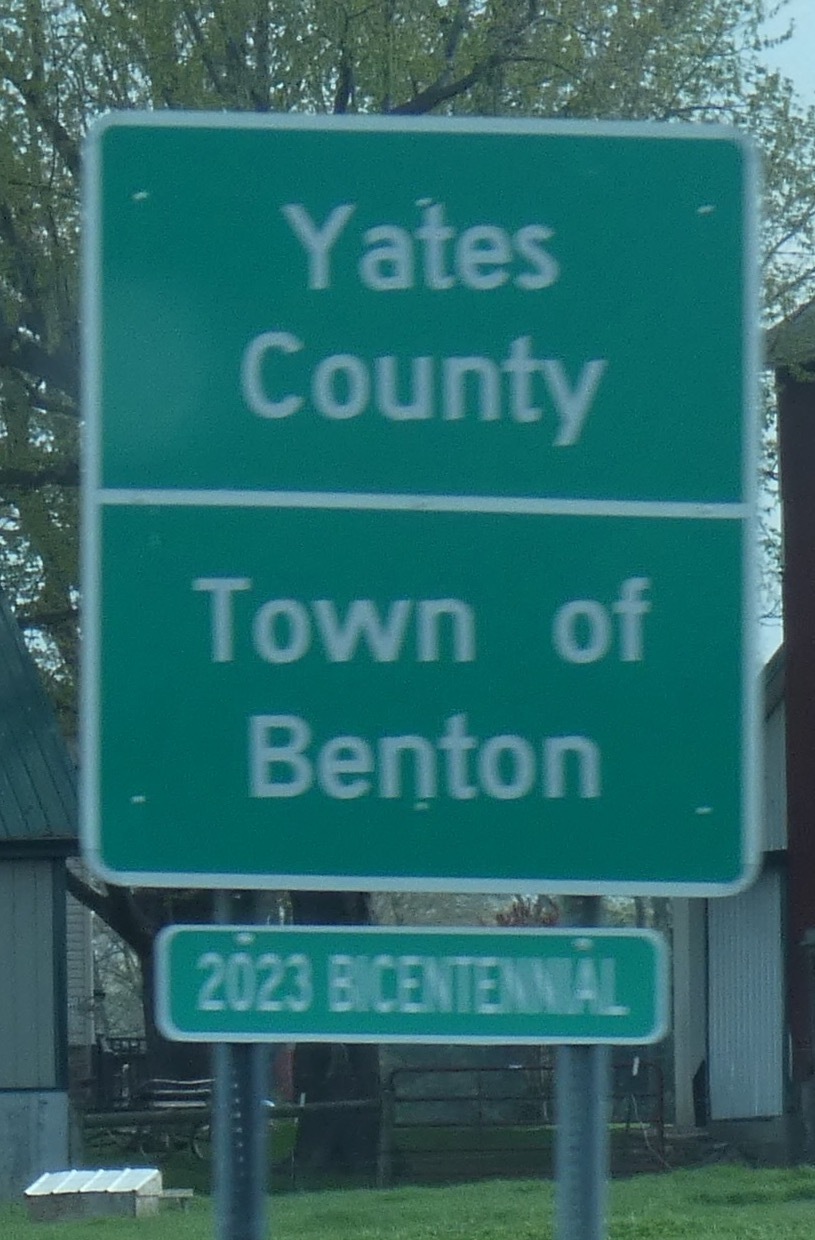 Yates
County
Town of
Benton
2023 BICENTENNIAL